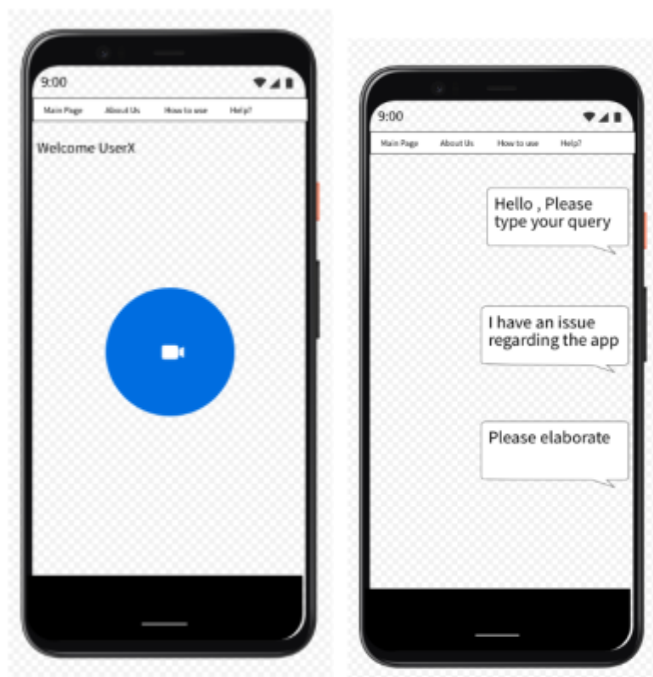 9:00
Main Page About Us How to use Help?
Welcome UserX
9:00
Main Page About Us How to use Help?
Hello , Please
type your query
I have an issue
regarding the app
Please elaborate